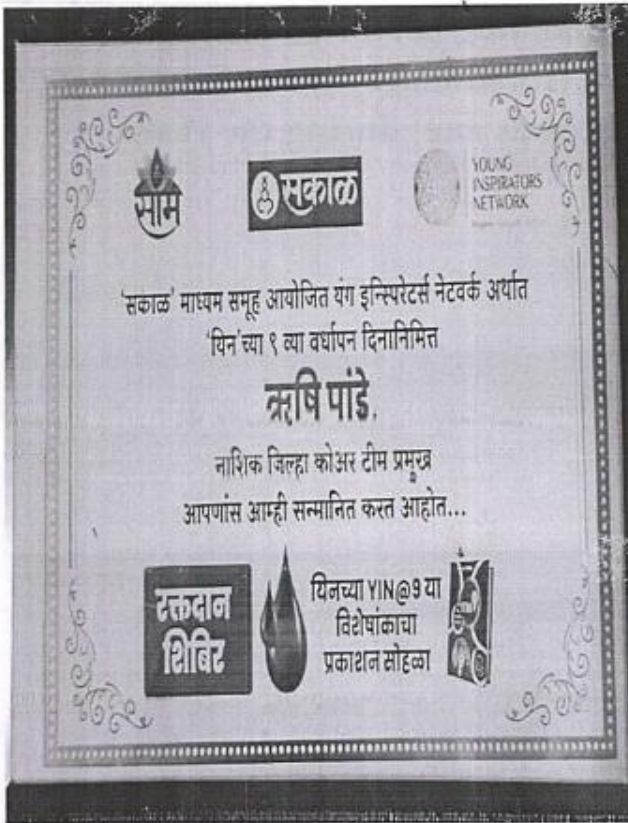 साम
सकाळ
YOUNG
INSPIRATORS
NETWORK
'सकाळ' माध्यम समूह आयोजित यंग इन्स्पिरेटर्स नेटवर्क अर्थात
'यिन'च्या ९ व्या वर्धापन दिनानिमित्त
ऋषि पांडे,
नाशिक जिल्हा कोअर टीम प्रमुख
आपणांस आम्ही सन्मानित करत आहोत...
रक्तदान
शिबिर
यिनच्या YIN@9 या
विशेषांकाचा
प्रकाशन सोहळा